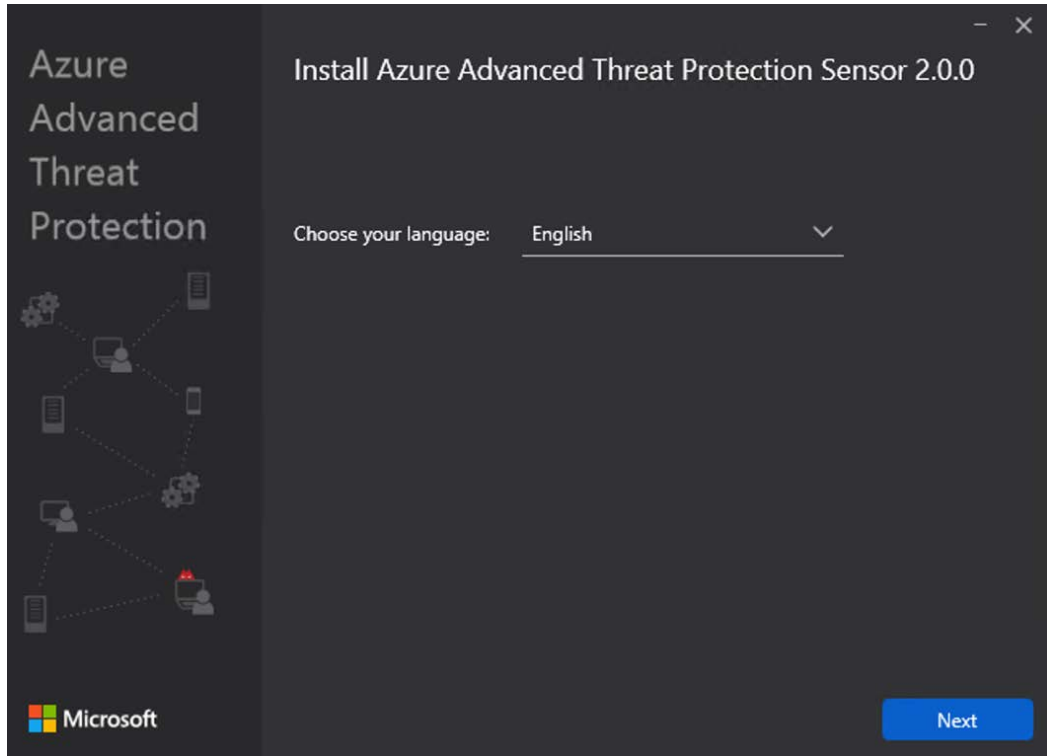 Azure
Advanced
Threat
Protection
Install Azure Advanced Threat Protection Sensor 2.0.0
Choose your language: English
Microsoft
Next